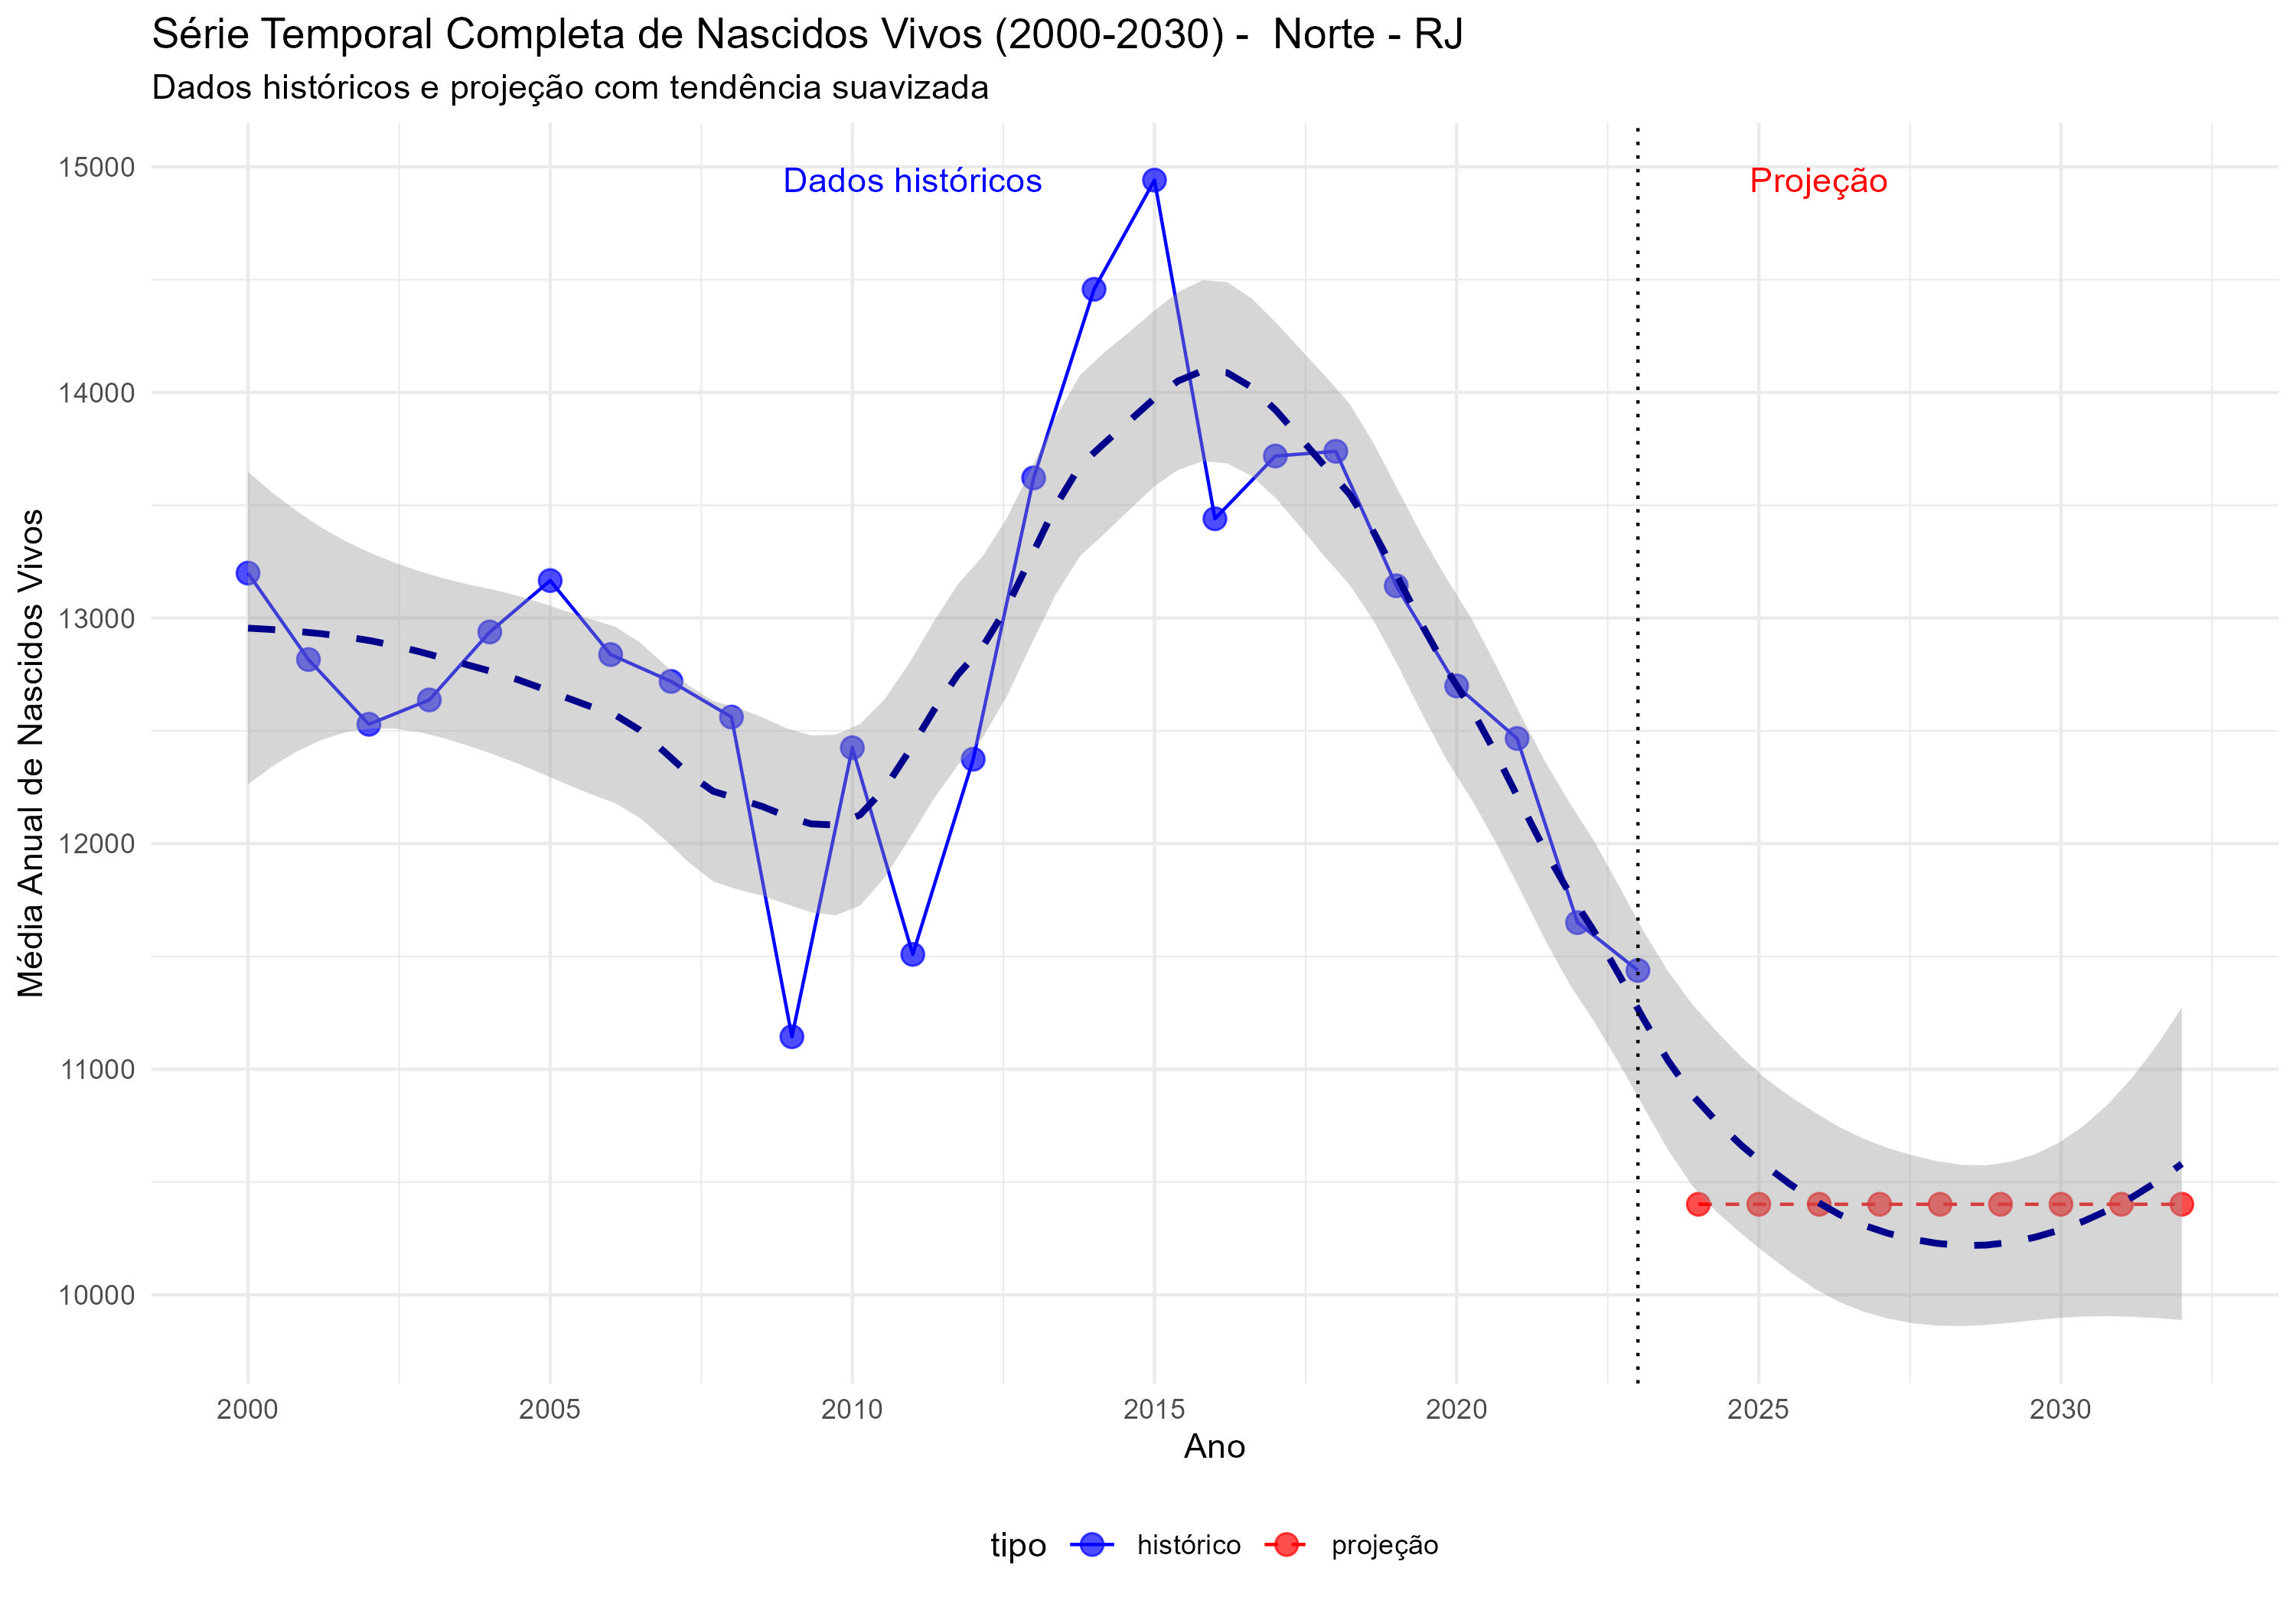 Série Temporal Completa de Nascidos Vivos (2000-2030) -  Norte - RJ
Dados históricos e projeção com tendência suavizada
Média Anual de Nascidos Vivos
15000
14000
13000
12000
11000
10000
Dados históricos
Projeção
2000
2005
2010
2015
2020
2025
2030
Ano
tipo
histórico
projeção